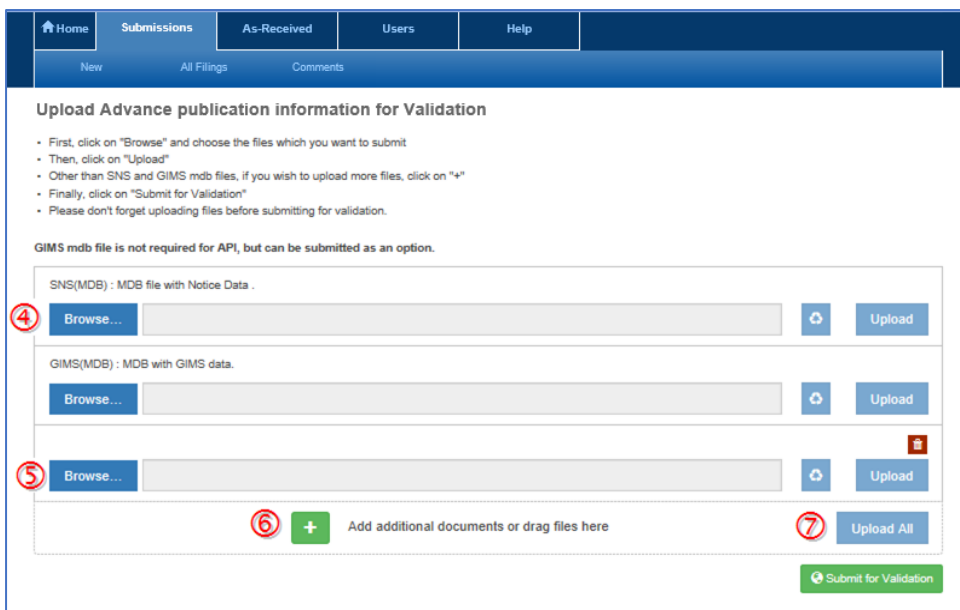 Home Submissions As-Received Users Help
New All Filings Comments
Upload Advance publication information for Validation
- First, click on "Browse" and choose the files which you want to submit
- Then, click on "Upload"
- Other than SNS and GIMS mdb files, if you wish to upload more files, click on "+"
- Finally, click on "Submit for Validation"
- Please don't forget uploading files before submitting for validation.
GIMS mdb file is not required for API, but can be submitted as an option.
SNS(MDB) : MDB file with Notice Data .
④ Browse... Upload
GIMS(MDB) : MDB with GIMS data.
Browse... Upload
⑤ Browse... Upload
⑥ + Add additional documents or drag files here ⑦ Upload All
Submit for Validation